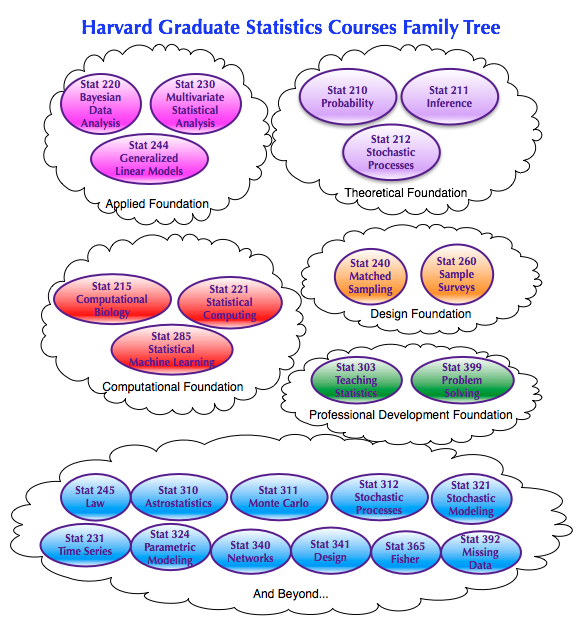 Harvard Graduate Statistics Courses Family Tree
Stat 220
Bayesian
Data
Analysis
Stat 230
Multivariate
Statistical
Analysis
Stat 244
Generalized
Linear Models
Applied Foundation
Stat 210
Probability
Stat 211
Inference
Stat 212
Stochastic
Processes
Theoretical Foundation
Stat 215
Computational
Biology
Stat 221
Statistical
Computing
Stat 285
Statistical
Machine Learning
Computational Foundation
Stat 240
Matched
Sampling
Stat 260
Sample
Surveys
Design Foundation
Stat 303
Teaching
Statistics
Stat 399
Problem
Solving
Professional Development Foundation
Stat 245
Law
Stat 310
Astrostatistics
Stat 311
Monte Carlo
Stat 312
Stochastic
Processes
Stat 321
Stochastic
Modeling
Stat 231
Time Series
Stat 324
Parametric
Modeling
Stat 340
Networks
Stat 341
Design
Stat 365
Fisher
Stat 392
Missing
Data
And Beyond...